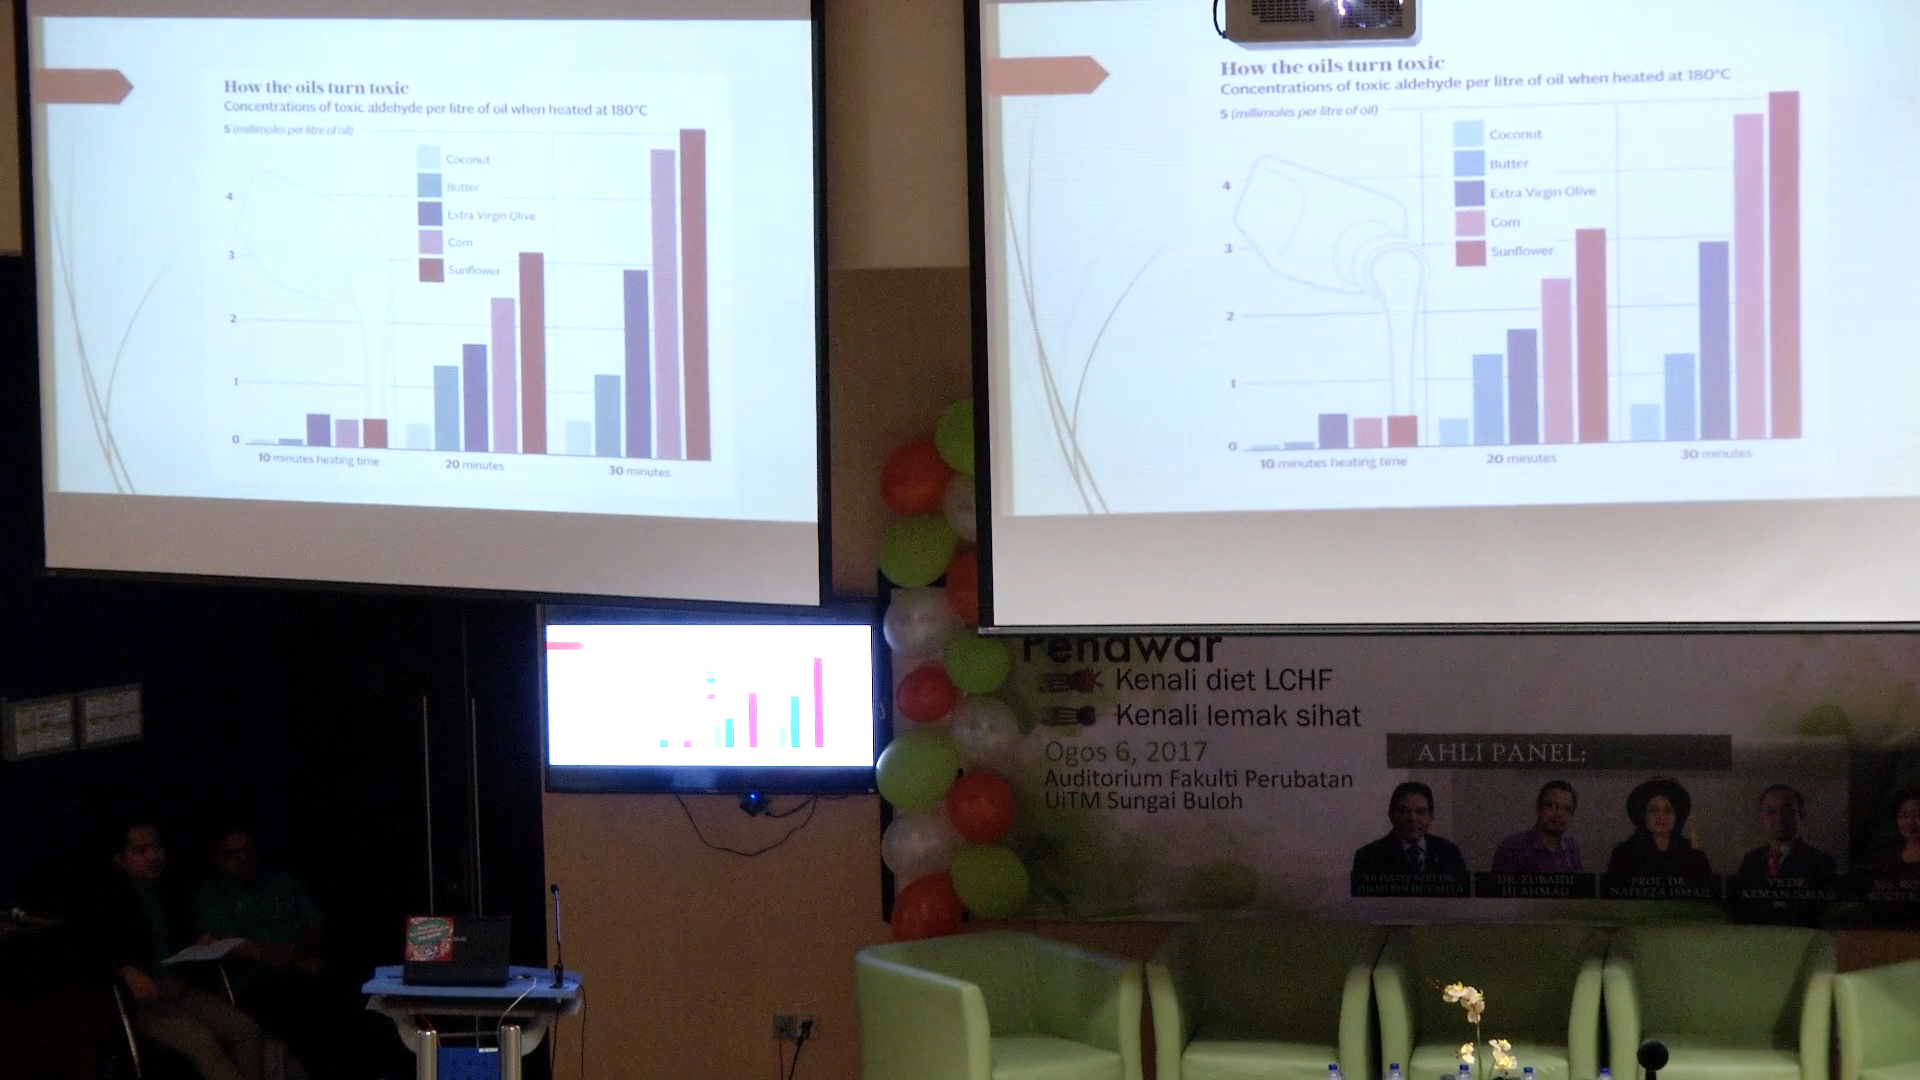 How the oils turn toxic
Concentrations of toxic aldehyde per litre of oil when heated at 180°C
5 (millimoles per litre of oil)
Coconut
Butter
Extra Virgin Olive
Corn
Sunflower
4
3
2
1
0
10 minutes heating time
20 minutes
30 minutes
How the oils turn toxic
Concentrations of toxic aldehyde per litre of oil when heated at 180°C
5 (millimoles per litre of oil)
Coconut
Butter
Extra Virgin Olive
Corn
Sunflower
4
3
2
1
0
10 minutes heating time
20 minutes
30 minutes
Penawar
Kenali diet LCHF
Kenali lemak sihat
Ogos 6, 2017
Auditorium Fakulti Perubatan
UiTM Sungai Buloh
AHLI PANEL:
DR. ZUBAIDI
HJ AHMAD
PROF. DR.
NAFEEZA ISMAIL
YB DR.
AZMAN ISMAIL